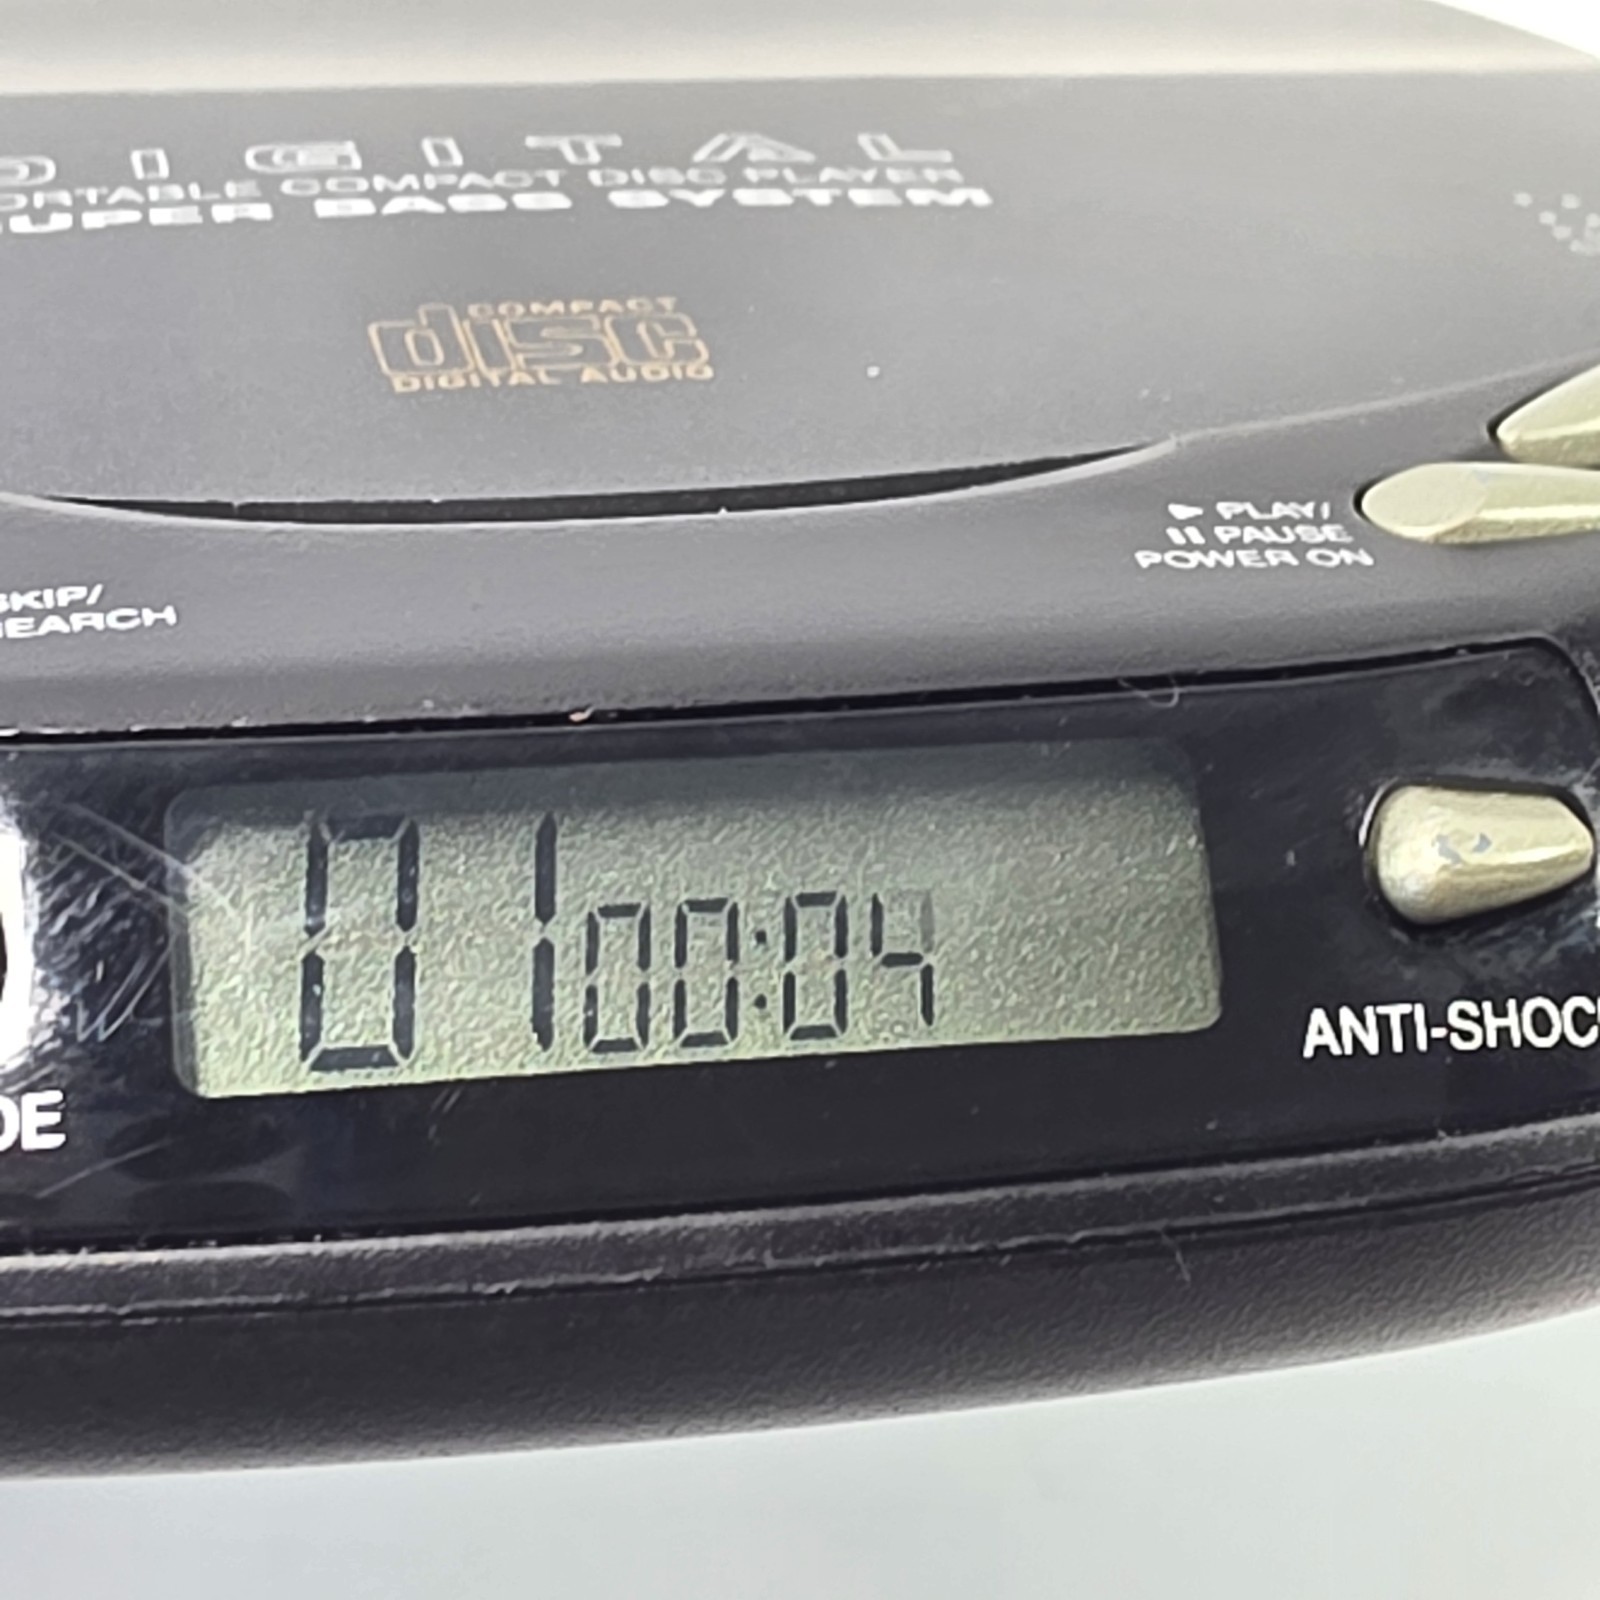 DIGITAL
ORTABLE COMPACT DISC PLAYER
SUPER BASS SYSTEM
COMPACT
disc
DIGITAL AUDIO
▶ PLAY/
II PAUSE
POWER ON
SKIP/
SEARCH
01 00:04
ANTI-SHOC
DE